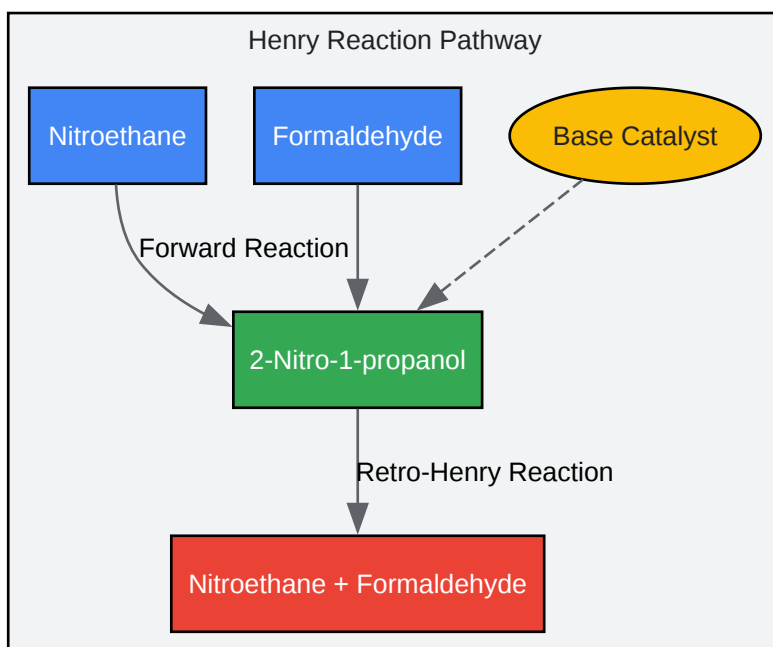 Henry Reaction Pathway
Nitroethane
Formaldehyde
Base Catalyst
Forward Reaction
2-Nitro-1-propanol
Retro-Henry Reaction
Nitroethane + Formaldehyde